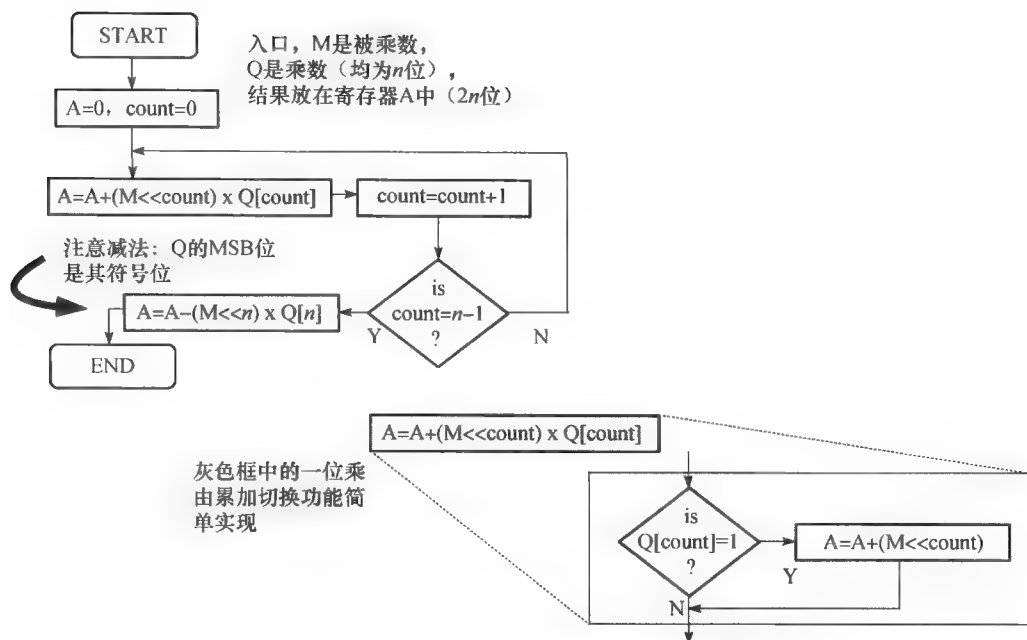 START
入口，M是被乘数，
Q是乘数（均为n位），
结果放在寄存器A中（2n位）
A=0，count=0
A=A+(M<<count) x Q[count]
count=count+1
注意减法：Q的MSB位
是其符号位
is
count=n-1
?
A=A-(M<<n) x Q[n]
Y
N
END
A=A+(M<<count) x Q[count]
灰色框中的一位乘
由累加切换功能简
单实现
is
Q[count]=1
?
A=A+(M<<count)
Y
N